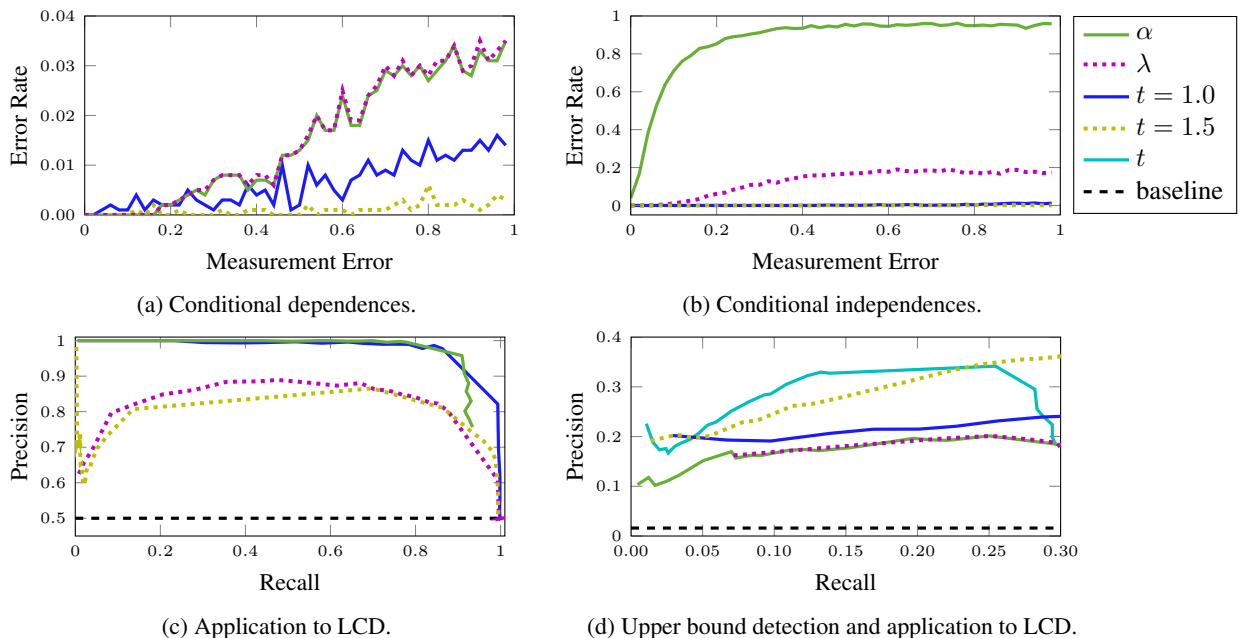 0.04
0.03
0.02
0.01
0.00
0
0.2
0.4
0.6
0.8
1
Error Rate
Measurement Error
(a) Conditional dependences.
1
0.8
0.6
0.4
0.2
0
0
0.2
0.4
0.6
0.8
1
Error Rate
Measurement Error
(b) Conditional independences.
α
λ
t = 1.0
t = 1.5
t
baseline
1
0.9
0.8
0.7
0.6
0.5
0
0.2
0.4
0.6
0.8
1
Precision
Recall
(c) Application to LCD.
0.4
0.3
0.2
0.1
0
0.00
0.05
0.10
0.15
0.20
0.25
0.30
Precision
Recall
(d) Upper bound detection and application to LCD.